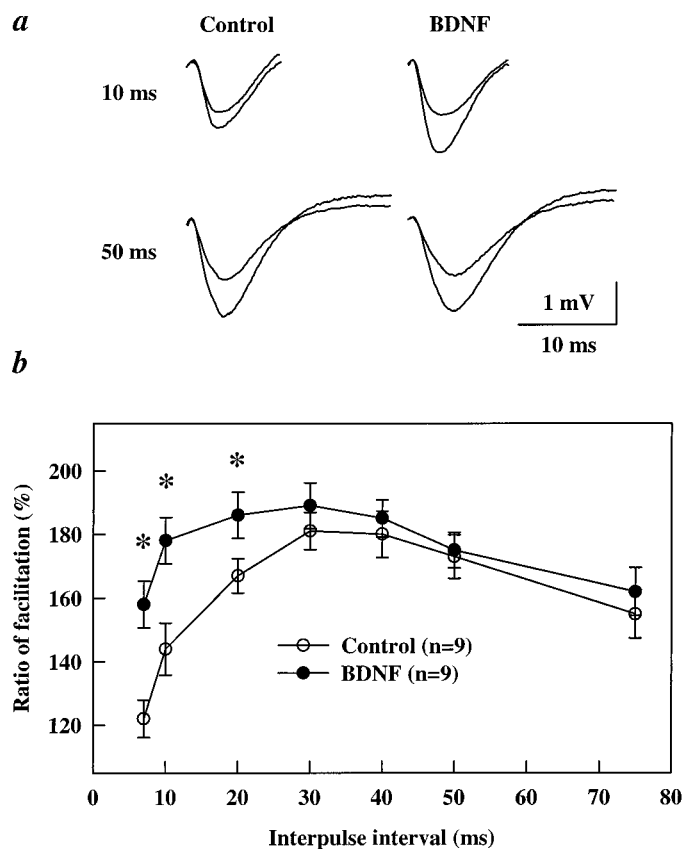 a
Control BDNF
10 ms
50 ms
1 mV
10 ms
b
Ratio of facilitation (%)
200
180
160
140
120
* * *
Control (n=9)
BDNF (n=9)
0 10 20 30 40 50 60 70 80
Interpulse interval (ms)